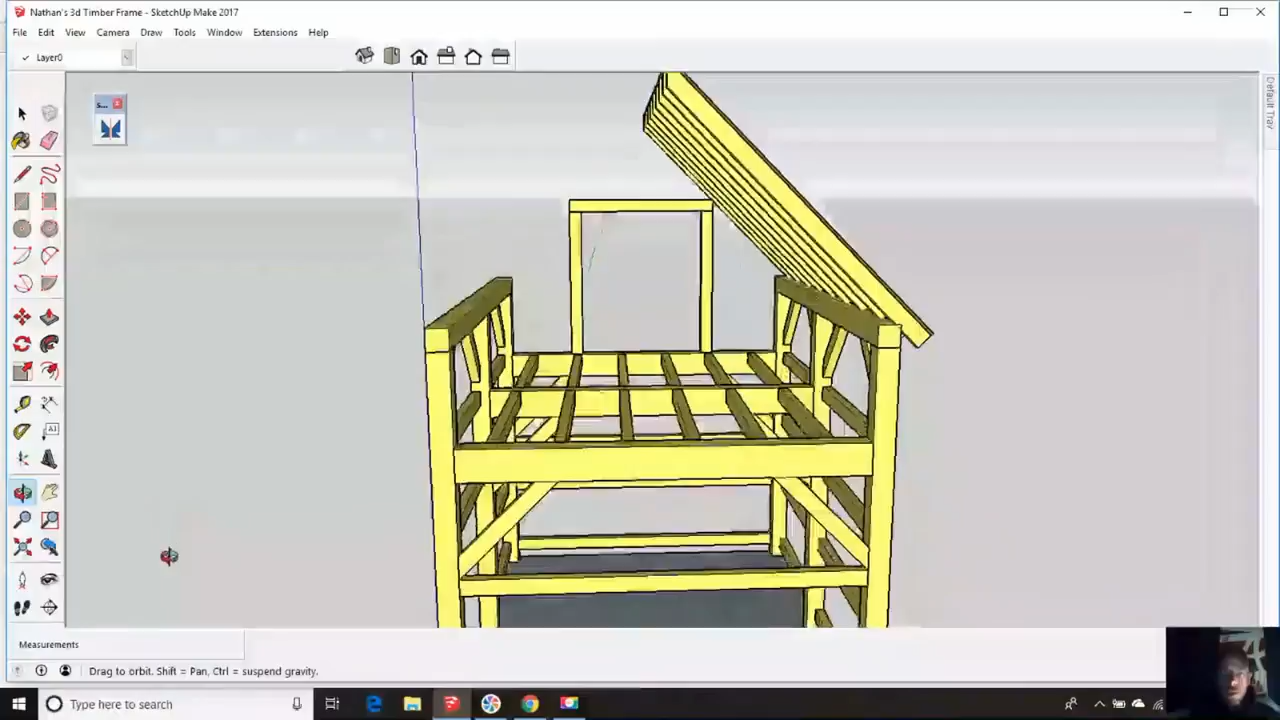 Nathan's 3d Timber Frame - SketchUp Make 2017
File Edit View Camera Draw Tools Window Extensions Help
Layer0
s...
Default Tray
A1
Measurements
Drag to orbit. Shift = Pan, Ctrl = suspend gravity.
Type here to search